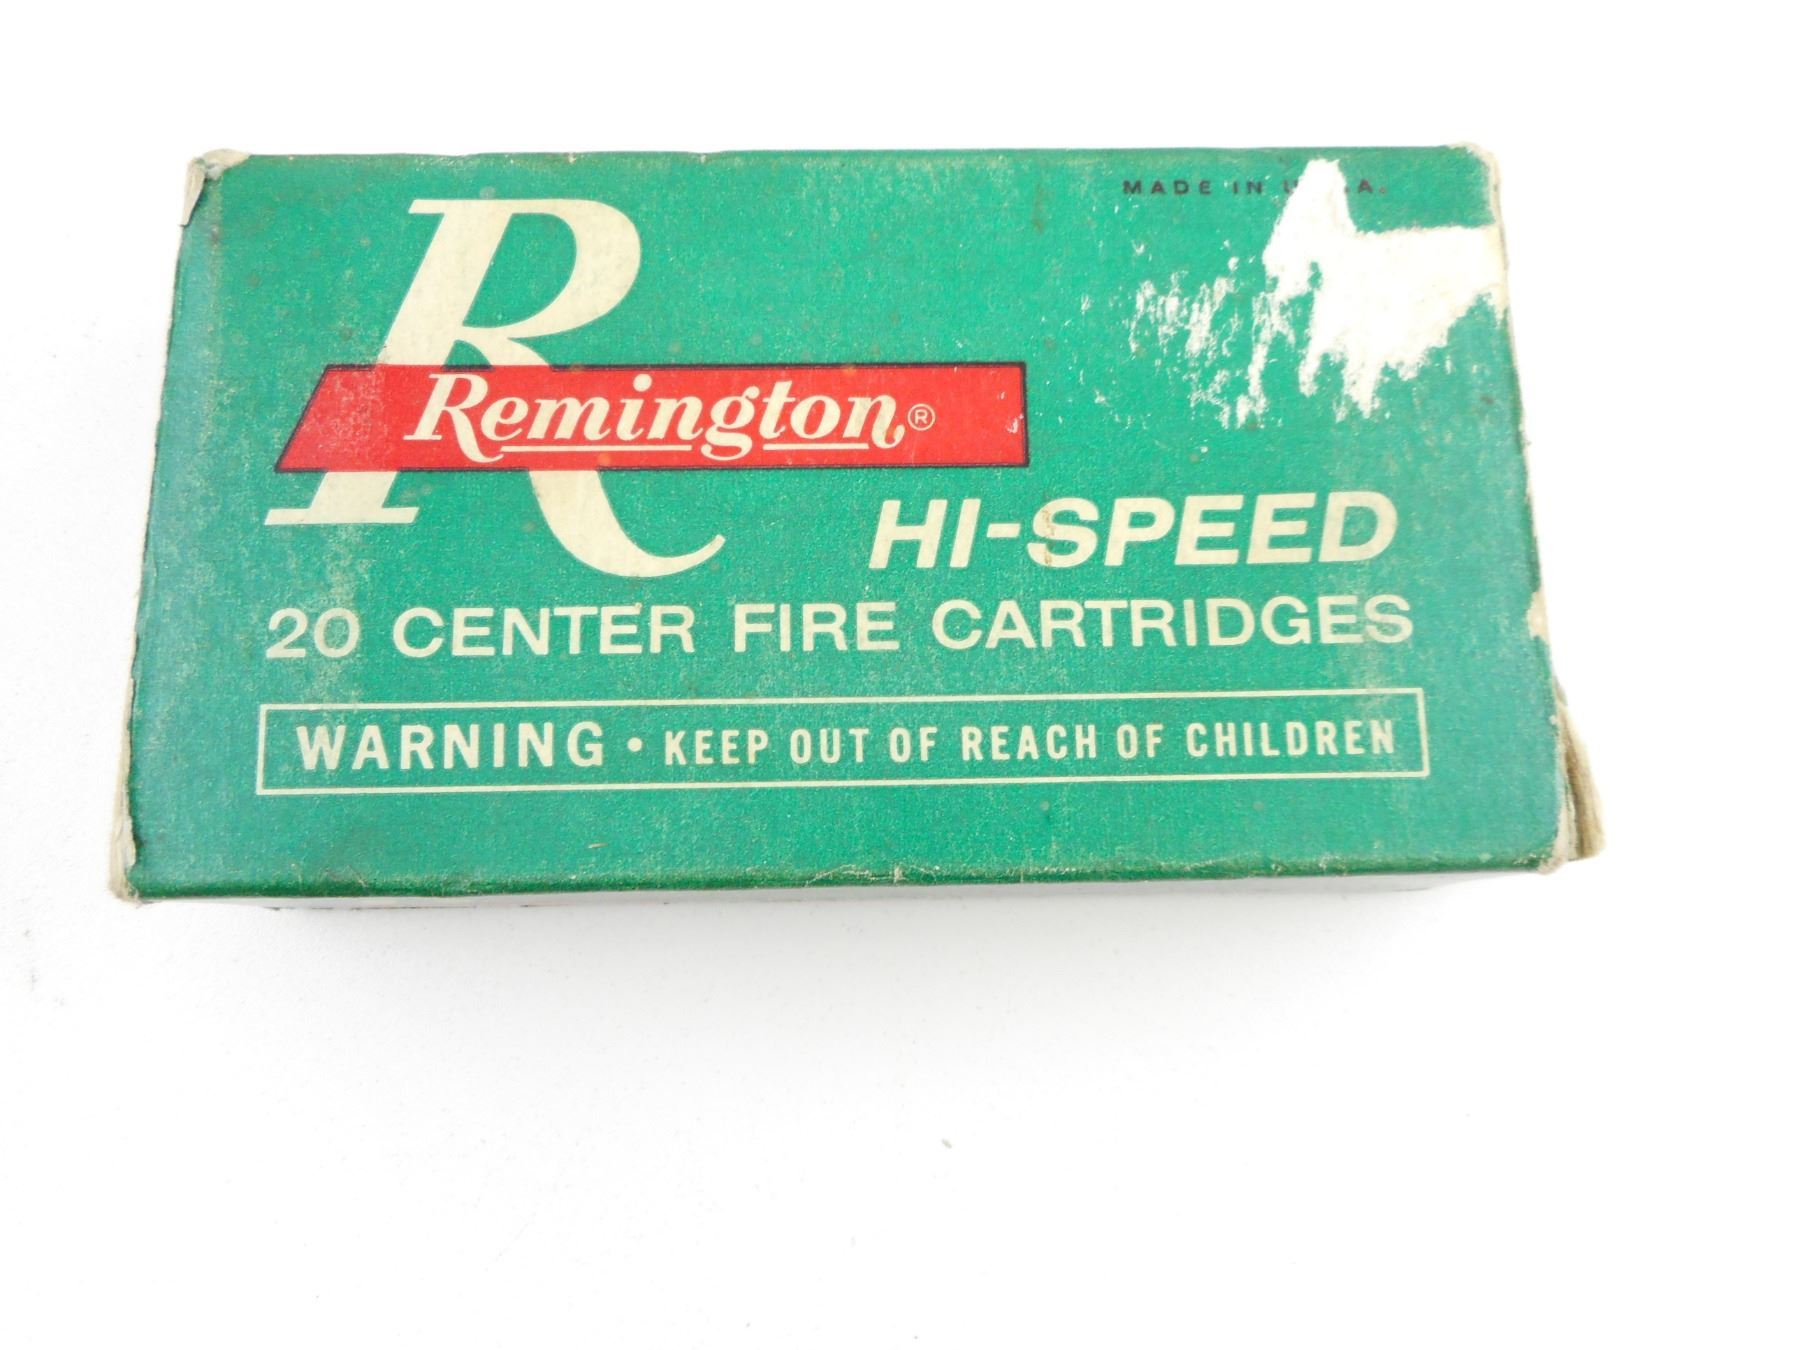 MADE IN U.S.A.
R
Remington®
HI-SPEED
20 CENTER FIRE CARTRIDGES
WARNING • KEEP OUT OF REACH OF CHILDREN